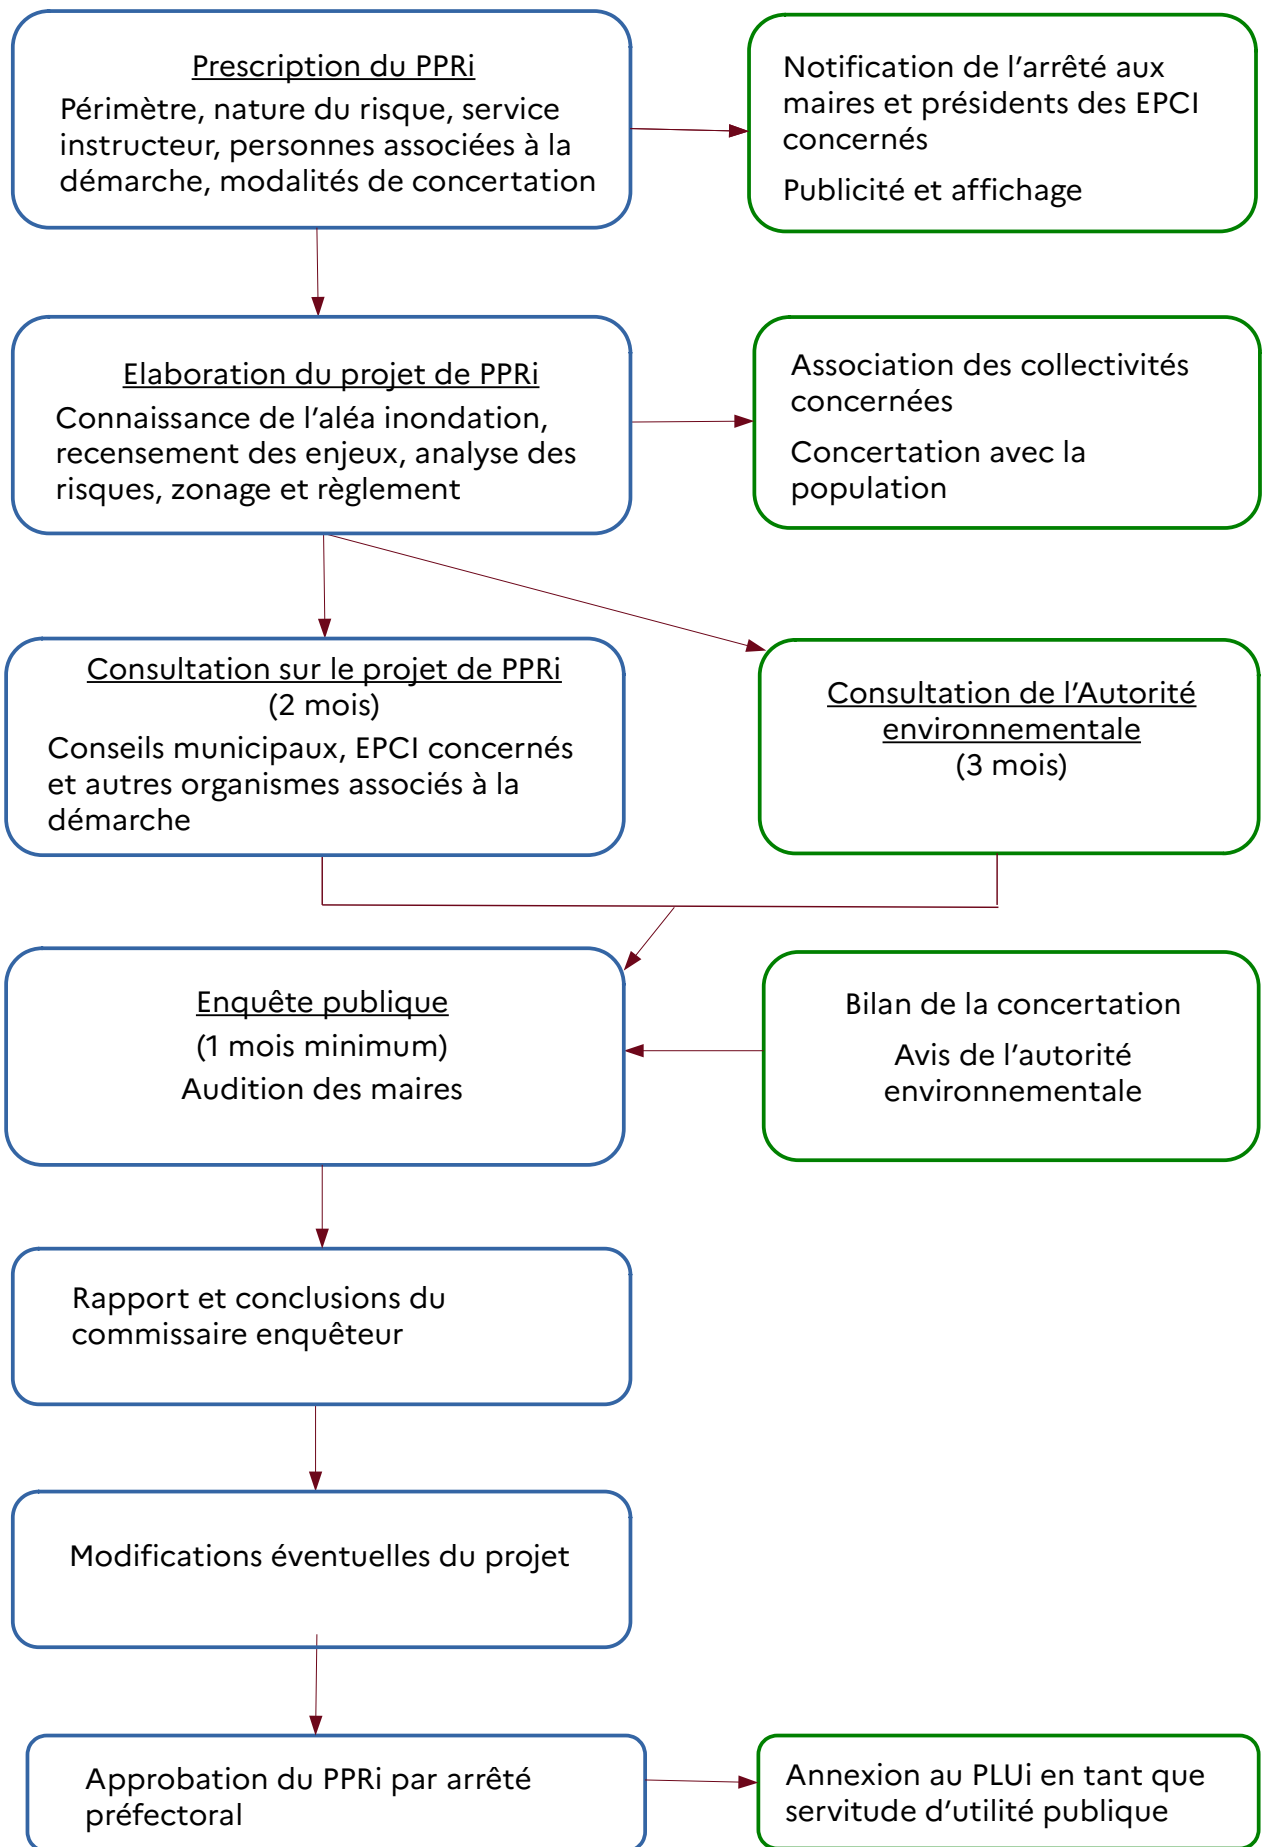 Prescription du PPRi
Périmètre, nature du risque, service
instructeur, personnes associées à la
démarche, modalités de concertation
Notification de l’arrêté aux
maires et présidents des EPCI
concernés
Publicité et affichage
Elaboration du projet de PPRi
Connaissance de l’aléa inondation,
recensement des enjeux, analyse des
risques, zonage et règlement
Association des collectivités
concernées
Concertation avec la
population
Consultation sur le projet de PPRi
(2 mois)
Conseils municipaux, EPCI concernés
et autres organismes associés à la
démarche
Consultation de l’Autorité
environnementale
(3 mois)
Enquête publique
(1 mois minimum)
Audition des maires
Bilan de la concertation
Avis de l’autorité
environnementale
Rapport et conclusions du
commissaire enquêteur
Modifications éventuelles du projet
Approbation du PPRi par arrêté
préfectoral
Annexion au PLUi en tant que
servitude d’utilité publique